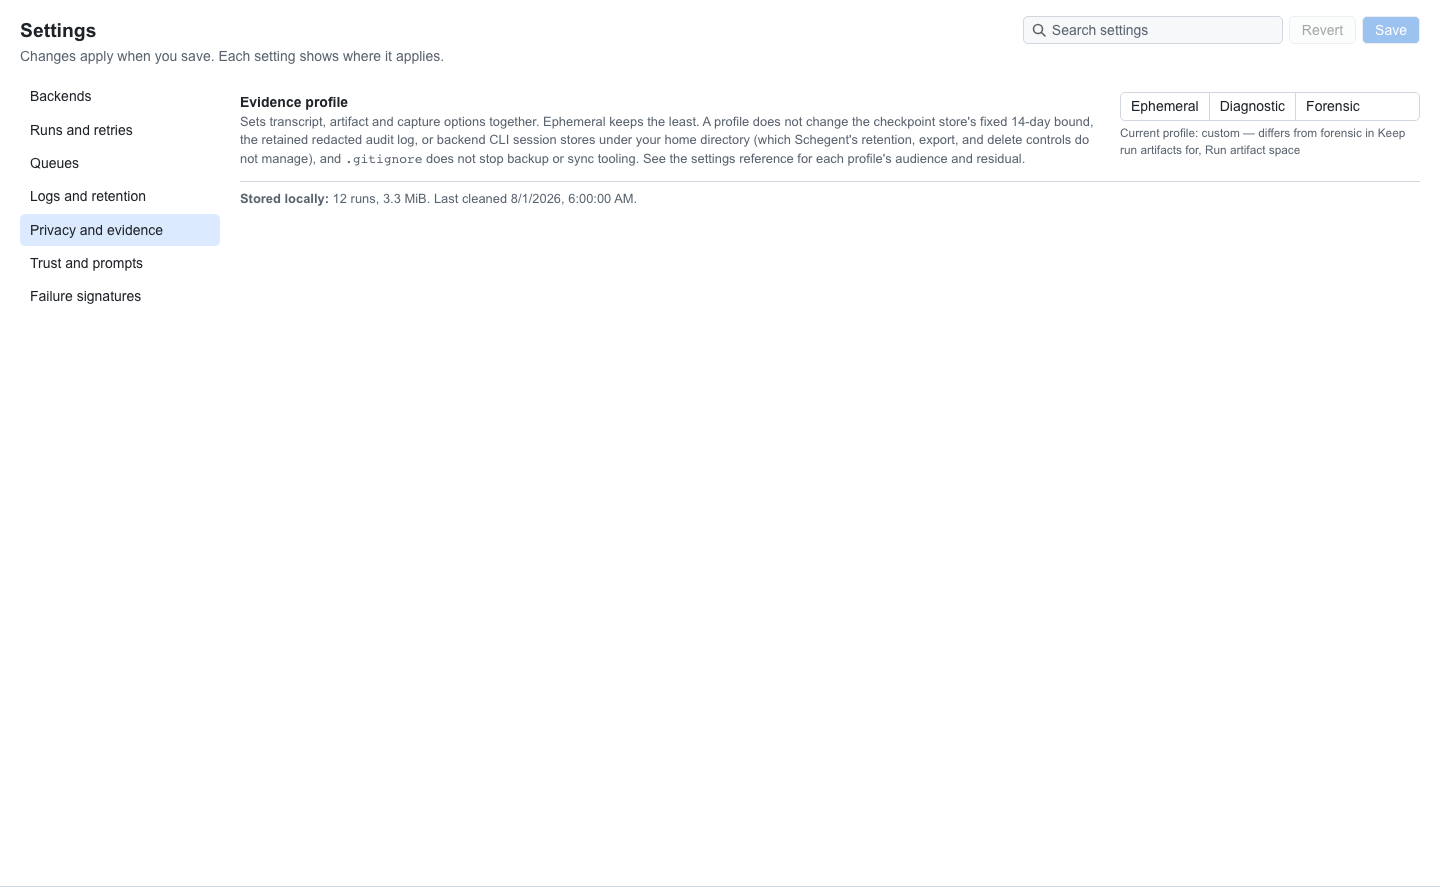 Settings
Search settings
Revert
Save
Changes apply when you save. Each setting shows where it applies.
Backends
Runs and retries
Queues
Logs and retention
Privacy and evidence
Trust and prompts
Failure signatures
Evidence profile
Sets transcript, artifact and capture options together. Ephemeral keeps the least. A profile does not change the checkpoint store's fixed 14-day bound,
the retained redacted audit log, or backend CLI session stores under your home directory (which Schegent's retention, export, and delete controls do
not manage), and .gitignore does not stop backup or sync tooling. See the settings reference for each profile's audience and residual.
Ephemeral
Diagnostic
Forensic
Current profile: custom — differs from forensic in Keep
run artifacts for, Run artifact space
Stored locally: 12 runs, 3.3 MiB. Last cleaned 8/1/2026, 6:00:00 AM.